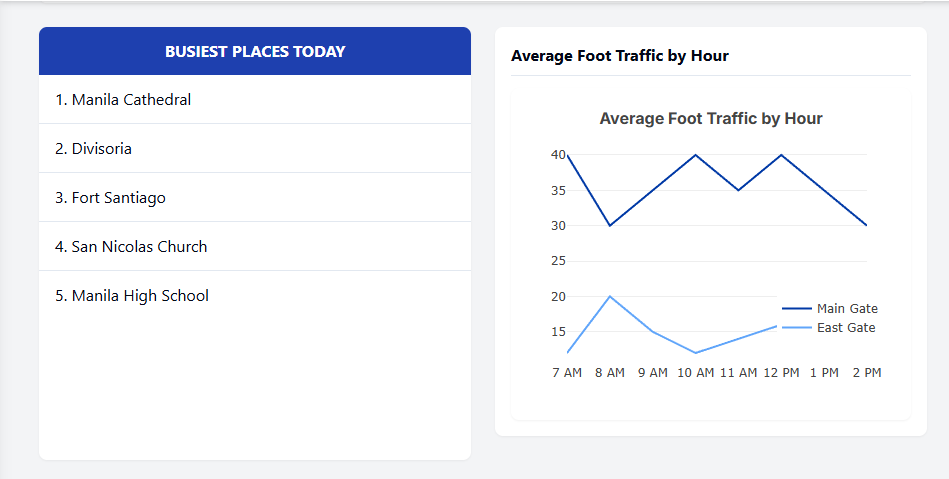 BUSIEST PLACES TODAY
1. Manila Cathedral
2. Divisoria
3. Fort Santiago
4. San Nicolas Church
5. Manila High School
Average Foot Traffic by Hour
Average Foot Traffic by Hour
40
35
30
25
20
15
Main Gate
East Gate
7 AM 8 AM 9 AM 10 AM 11 AM 12 PM 1 PM 2 PM